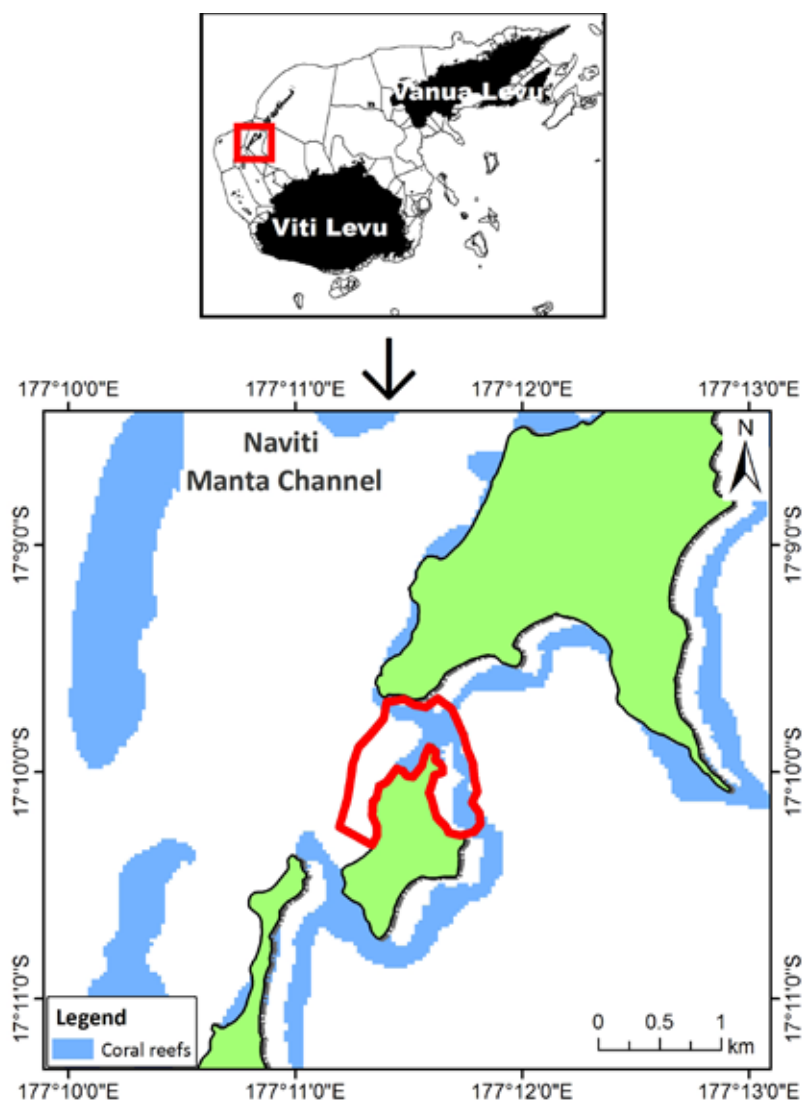 Vanua Levu
Viti Levu
177°10'0"E 177°11'0"E 177°12'0"E 177°13'0"E
Naviti
Manta Channel
N
17°9'0"S 17°9'0"S
17°10'0"S 17°10'0"S
17°11'0"S 17°11'0"S
Legend
Coral reefs
0 0.5 1
km
177°10'0"E 177°11'0"E 177°12'0"E 177°13'0"E